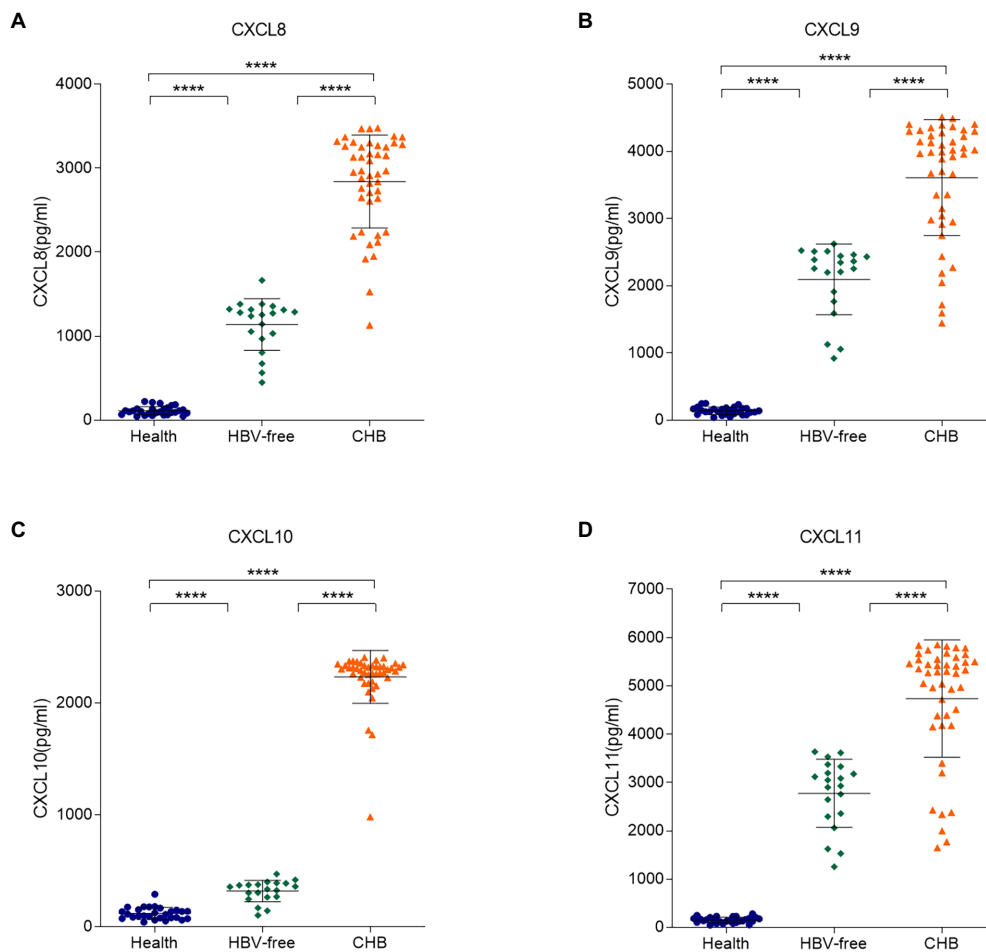 A
CXCL8
****
****
****
CXCL8(pg/ml)
4000
3000
2000
1000
0
Health
HBV-free
CHB
B
CXCL9
****
****
****
CXCL9(pg/ml)
5000
4000
3000
2000
1000
0
Health
HBV-free
CHB
C
CXCL10
****
****
****
CXCL10(pg/ml)
3000
2000
1000
0
Health
HBV-free
CHB
D
CXCL11
****
****
****
CXCL11(pg/ml)
7000
6000
5000
4000
3000
2000
1000
0
Health
HBV-free
CHB